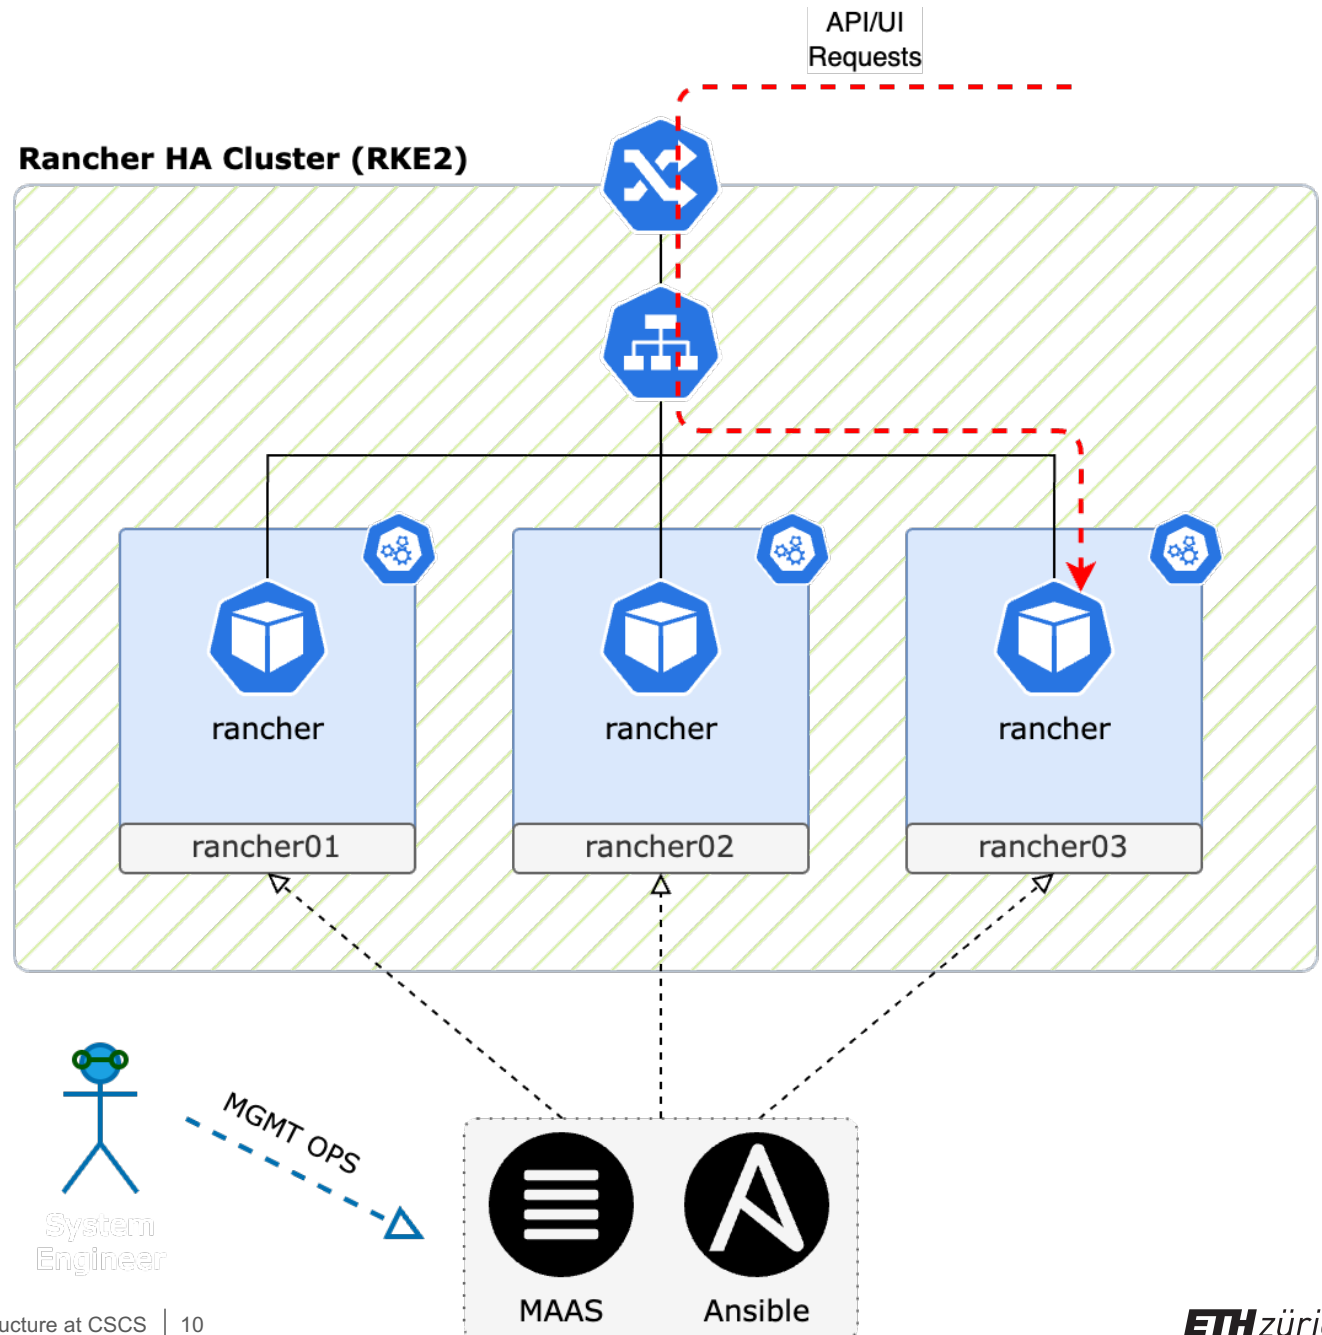 API/UI
Requests
Rancher HA Cluster (RKE2)
rancher
rancher
rancher
rancher01
rancher02
rancher03
MGMT OPS
System
Engineer
MAAS
Ansible
ucture at CSCS | 10
ETH züri